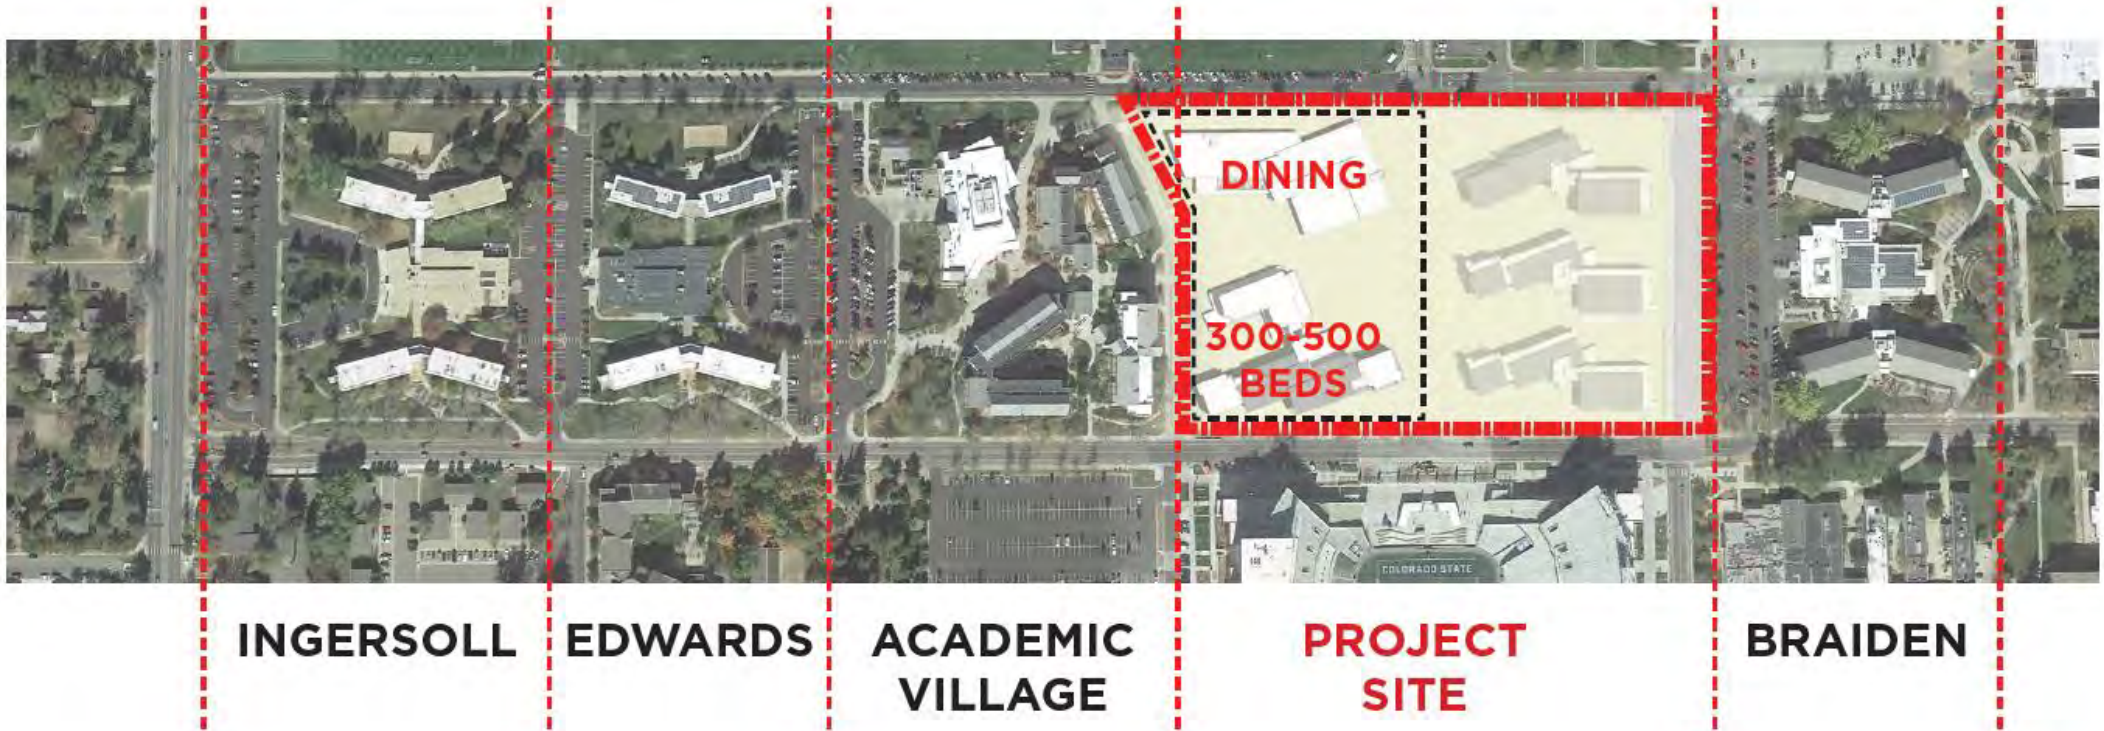 DINING
300-500
BEDS
COLORADO STATE
INGERSOLL
EDWARDS
ACADEMIC
VILLAGE
PROJECT
SITE
BRAIDEN